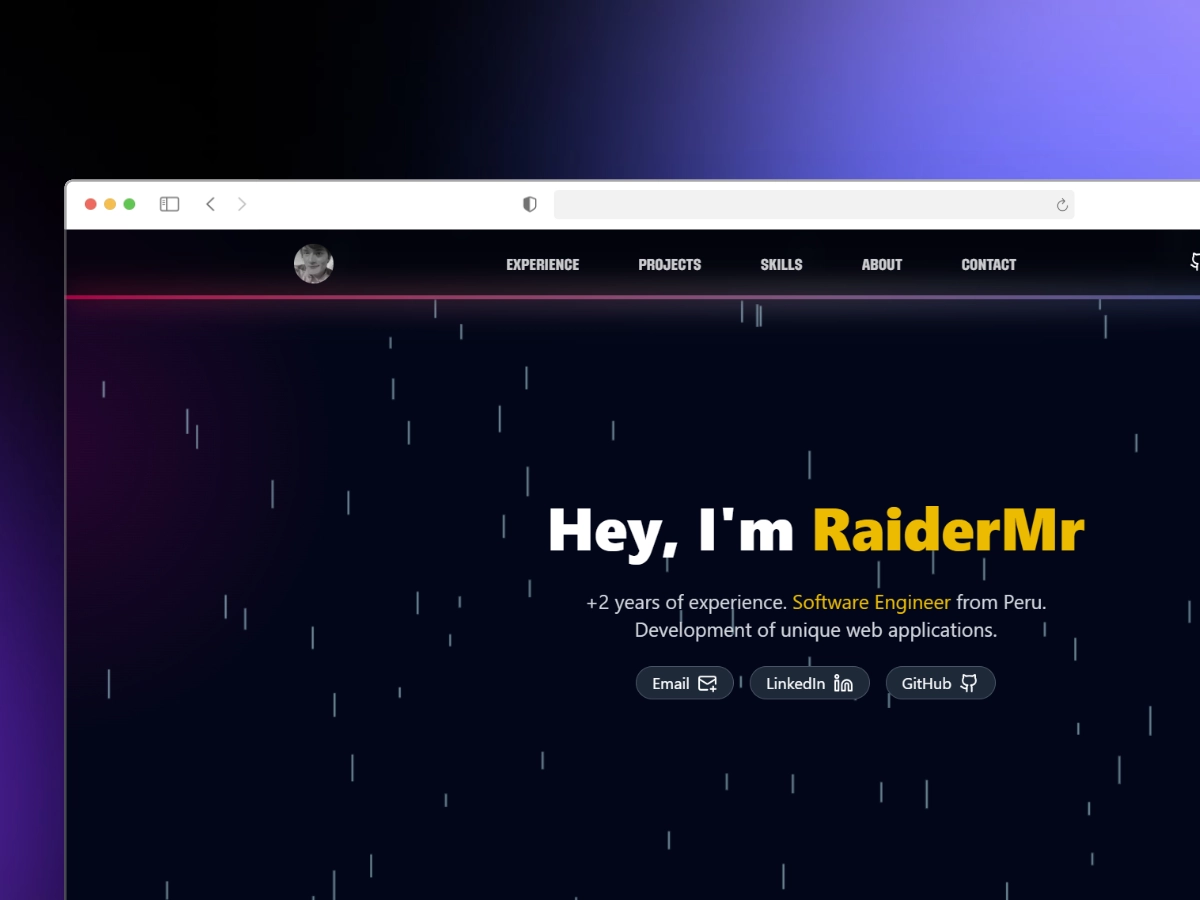 EXPERIENCE PROJECTS SKILLS ABOUT CONTACT
Hey, I'm RaiderMr
+2 years of experience. Software Engineer from Peru.
Development of unique web applications.
Email LinkedIn GitHub